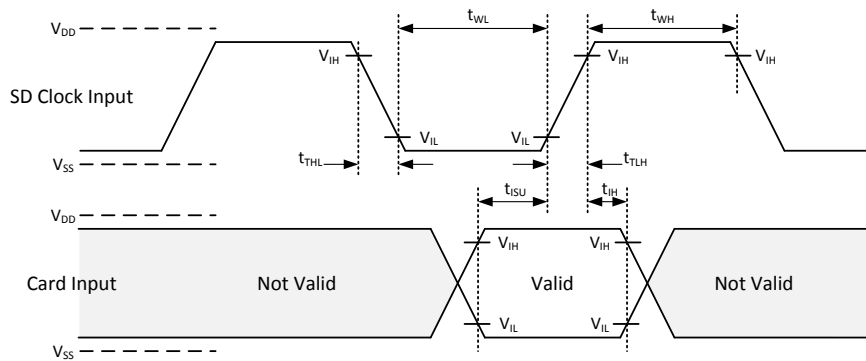 t_WL
t_WH
V_DD
V_IH
V_IH
V_IH
SD Clock Input
V_IL
V_IL
V_SS
t_THL
t_TLH
t_ISU
t_IH
V_DD
V_IH
V_IH
Card Input
Not Valid
Valid
Not Valid
V_IL
V_IL
V_SS